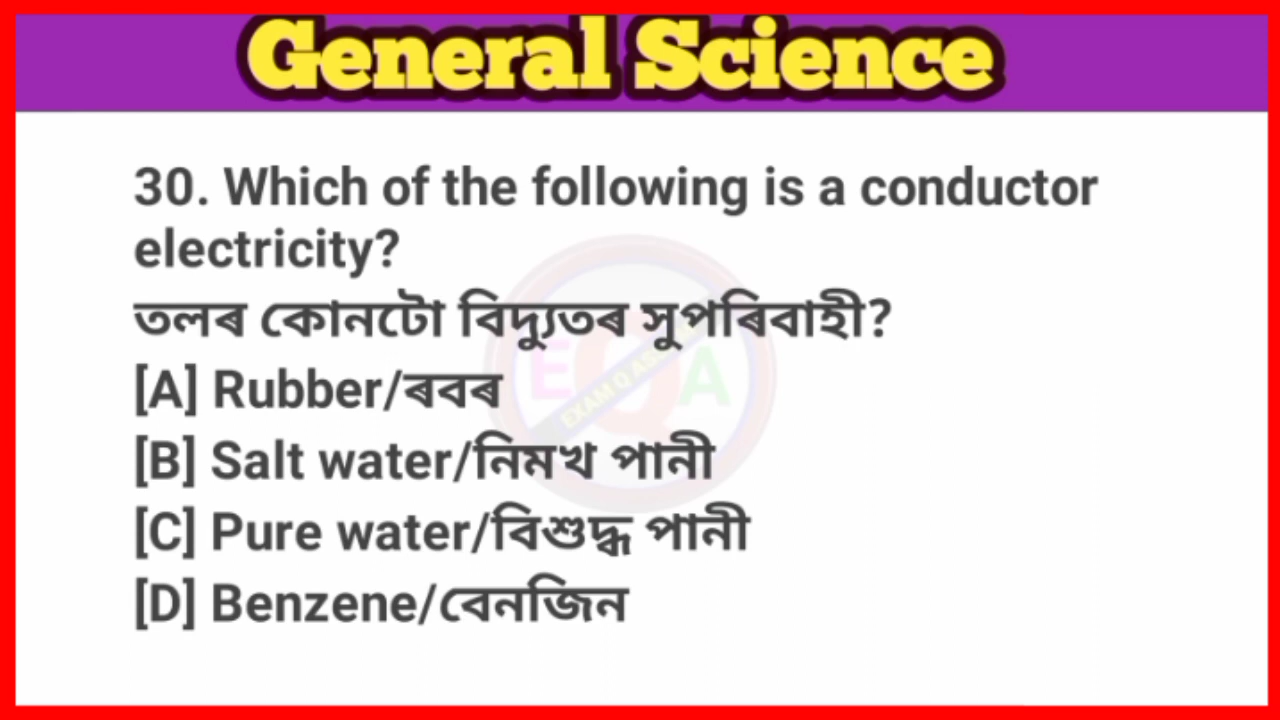 General Science
30. Which of the following is a conductor
electricity?
তলৰ কোনটো বিদ্যুতৰ সুপৰিবাহী?
[A] Rubber/ৰবৰ
[B] Salt water/নিমখ পানী
[C] Pure water/বিশুদ্ধ পানী
[D] Benzene/বেনজিন
E Q A